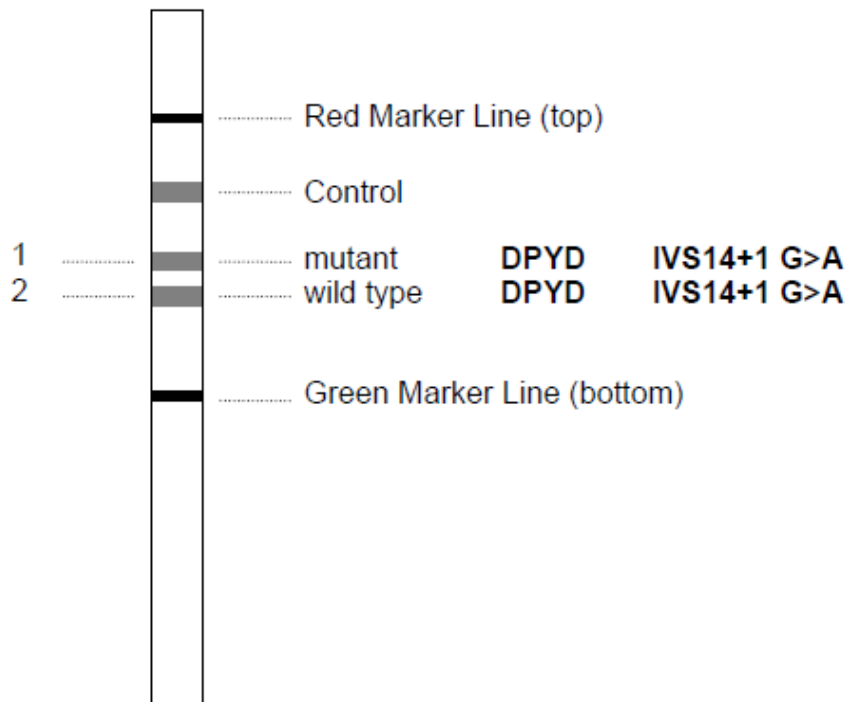 Red Marker Line (top)
Control
1 mutant DPYD IVS14+1 G>A
2 wild type DPYD IVS14+1 G>A
Green Marker Line (bottom)